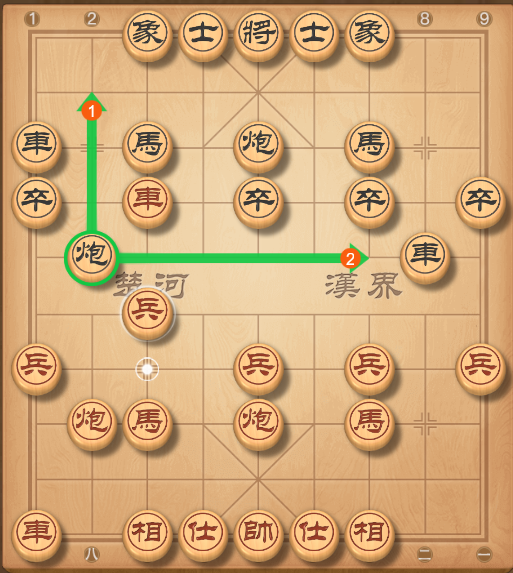 1 2 象 士 將 士 象 8 9
1
車 馬 炮 馬
卒 車 卒 卒 卒
炮 2 車
楚河 漢界
兵
兵 兵 兵 兵
炮 馬 炮 馬
車 相 仕 帥 仕 相
八 二 一